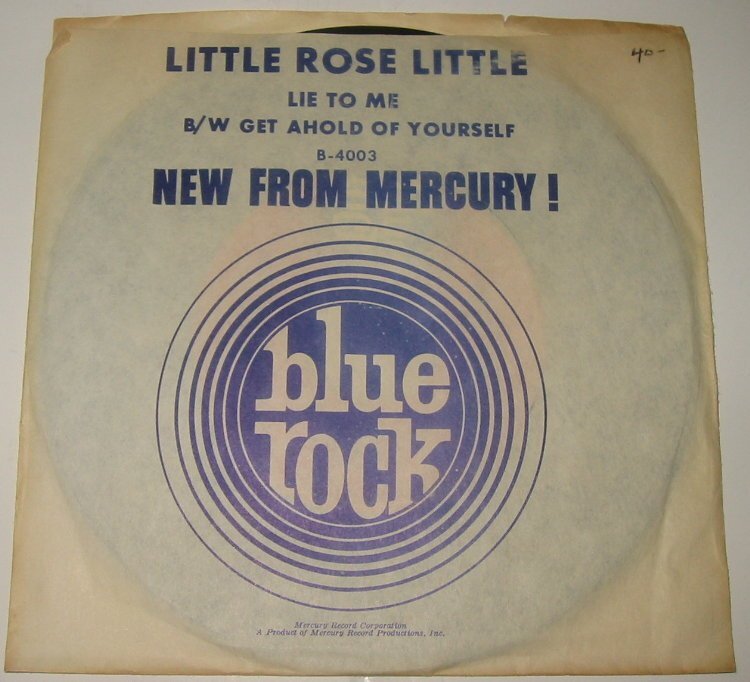 LITTLE ROSE LITTLE
40-
LIE TO ME
B/W GET AHOLD OF YOURSELF
B-4003
NEW FROM MERCURY!
blue
rock
Mercury Record Corporation
A Product of Mercury Record Productions, Inc.